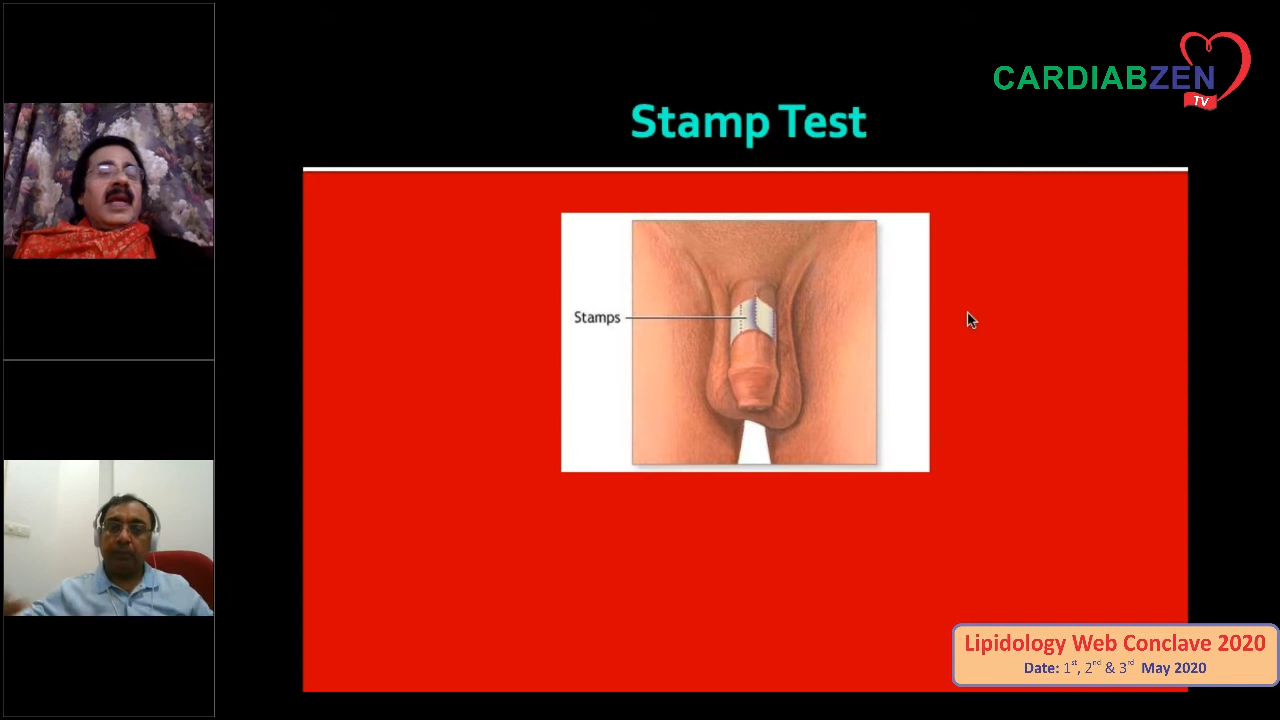 CARDIABZEN
TV
Stamp Test
Stamps
Lipidology Web Conclave 2020
Date: 1st, 2nd & 3rd May 2020